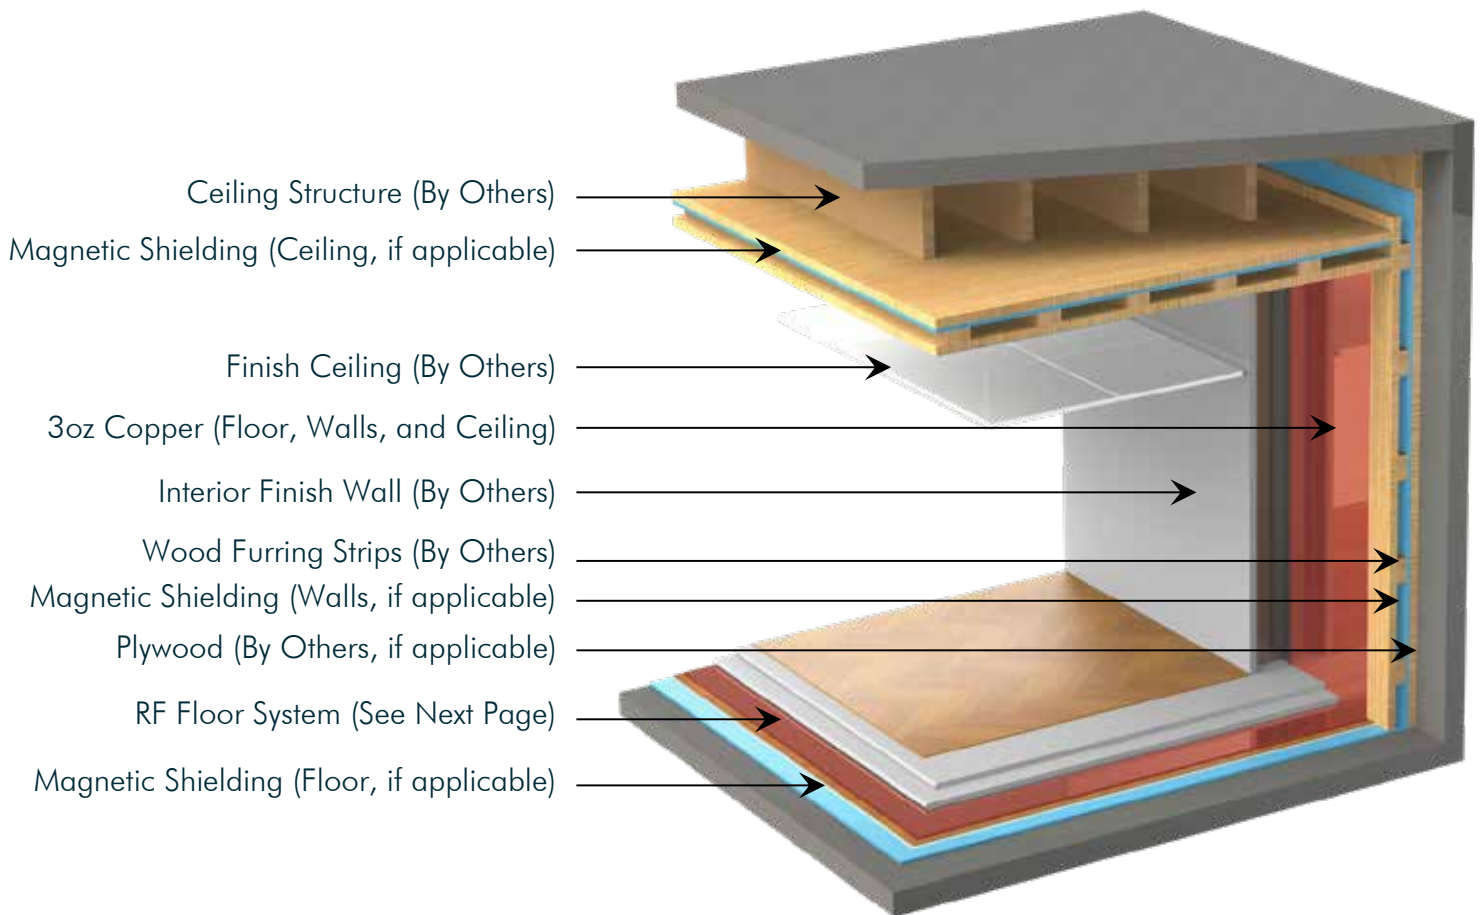 Ceiling Structure (By Others)
Magnetic Shielding (Ceiling, if applicable)
Finish Ceiling (By Others)
3oz Copper (Floor, Walls, and Ceiling)
Interior Finish Wall (By Others)
Wood Furring Strips (By Others)
Magnetic Shielding (Walls, if applicable)
Plywood (By Others, if applicable)
RF Floor System (See Next Page)
Magnetic Shielding (Floor, if applicable)